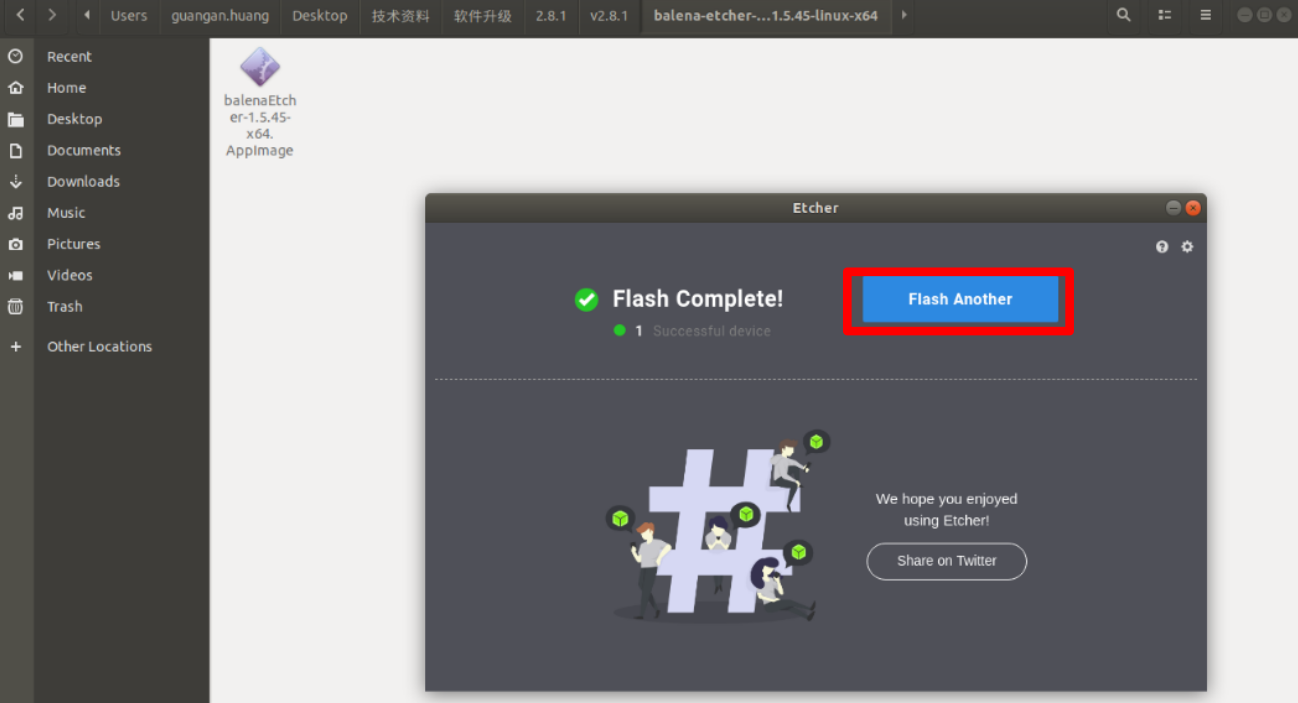 Users guangan.huang Desktop 技术资料 软件升级 2.8.1 v2.8.1 balena-etcher-...1.5.45-linux-x64
Recent
Home
Desktop
Documents
Downloads
Music
Pictures
Videos
Trash
Other Locations
balenaEtch
er-1.5.45-
x64.
AppImage
Etcher
Flash Complete!
1 Successful device
Flash Another
We hope you enjoyed
using Etcher!
Share on Twitter